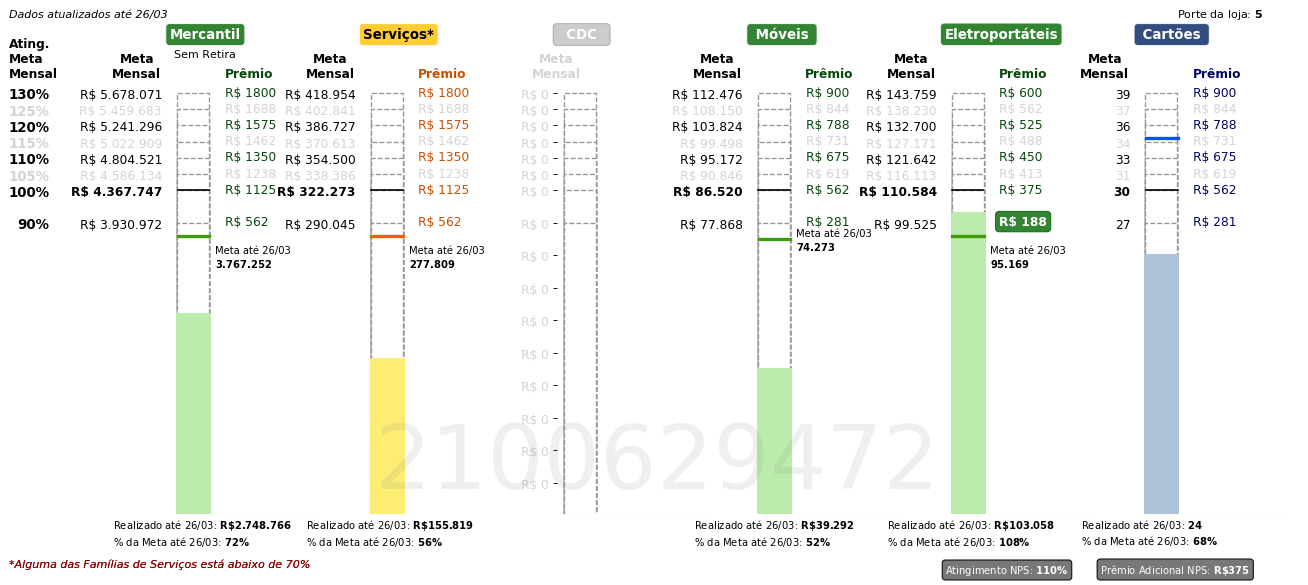 Dados atualizados até 26/03
Porte da loja: 5
Mercantil
Serviços*
CDC
Móveis
Eletroportáteis
Cartões
Sem Retira
Ating. Meta Mensal
Meta Mensal Prêmio
Meta Mensal Prêmio
Meta Mensal
Meta Mensal Prêmio
Meta Mensal Prêmio
Meta Mensal Prêmio
130% R$ 5.678.071 R$ 1800 R$ 418.954 R$ 1800 R$ 0 R$ 112.476 R$ 900 R$ 143.759 R$ 600 39 R$ 900
125% R$ 5.459.683 R$ 1688 R$ 402.841 R$ 1688 R$ 0 R$ 108.150 R$ 844 R$ 138.230 R$ 562 37 R$ 844
120% R$ 5.241.296 R$ 1575 R$ 386.727 R$ 1575 R$ 0 R$ 103.824 R$ 788 R$ 132.700 R$ 525 36 R$ 788
115% R$ 5.022.909 R$ 1462 R$ 370.613 R$ 1462 R$ 0 R$ 99.498 R$ 731 R$ 127.171 R$ 488 34 R$ 731
110% R$ 4.804.521 R$ 1350 R$ 354.500 R$ 1350 R$ 0 R$ 95.172 R$ 675 R$ 121.642 R$ 450 33 R$ 675
105% R$ 4.586.134 R$ 1238 R$ 338.386 R$ 1238 R$ 0 R$ 90.846 R$ 619 R$ 116.113 R$ 413 31 R$ 619
100% R$ 4.367.747 R$ 1125 R$ 322.273 R$ 1125 R$ 0 R$ 86.520 R$ 562 R$ 110.584 R$ 375 30 R$ 562
90% R$ 3.930.972 R$ 562 R$ 290.045 R$ 562 R$ 0 R$ 77.868 R$ 281 R$ 99.525 R$ 188 27 R$ 281
Meta até 26/03
3.767.252
Meta até 26/03
277.809
Meta até 26/03
74.273
Meta até 26/03
95.169
R$ 0
R$ 0
R$ 0
R$ 0
R$ 0
R$ 0
R$ 0
R$ 0
2100629472
Realizado até 26/03: R$2.748.766
% da Meta até 26/03: 72%
Realizado até 26/03: R$155.819
% da Meta até 26/03: 56%
Realizado até 26/03: R$39.292
% da Meta até 26/03: 52%
Realizado até 26/03: R$103.058
% da Meta até 26/03: 108%
Realizado até 26/03: 24
% da Meta até 26/03: 68%
*Alguma das Famílias de Serviços está abaixo de 70%
Atingimento NPS: 110%
Prêmio Adicional NPS: R$375